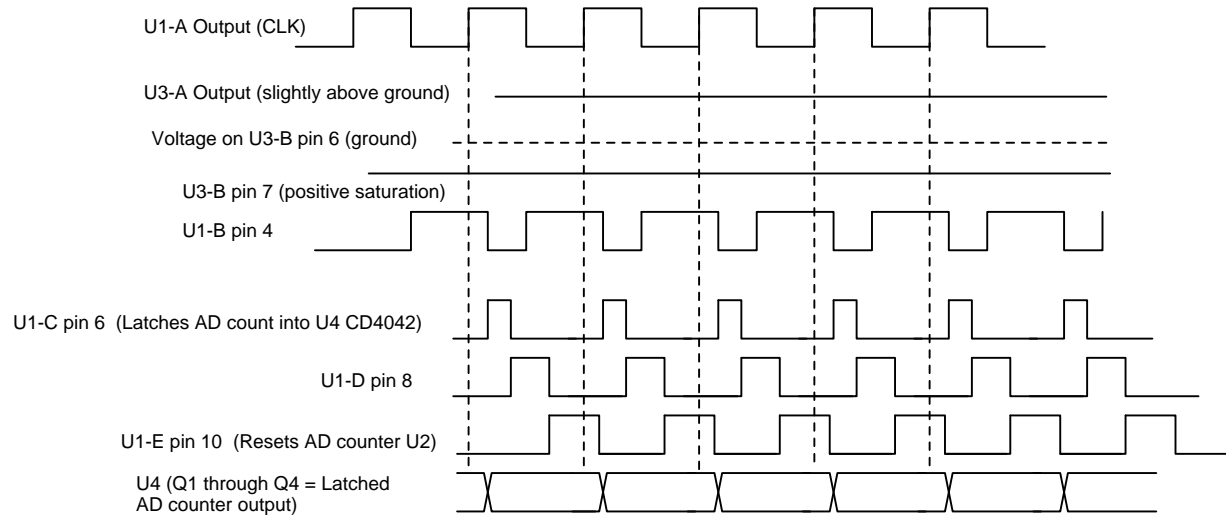 U1-A Output (CLK)
U3-A Output (slightly above ground)
Voltage on U3-B pin 6 (ground)
U3-B pin 7 (positive saturation)
U1-B pin 4
U1-C pin 6 (Latches AD count into U4 CD4042)
U1-D pin 8
U1-E pin 10 (Resets AD counter U2)
U4 (Q1 through Q4 = Latched
AD counter output)